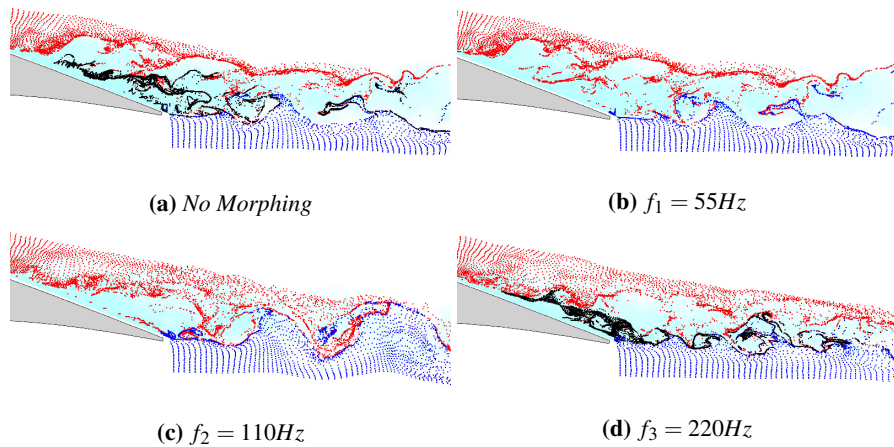 (a) No Morphing
(b) f₁ = 55Hz
(c) f₂ = 110Hz
(d) f₃ = 220Hz